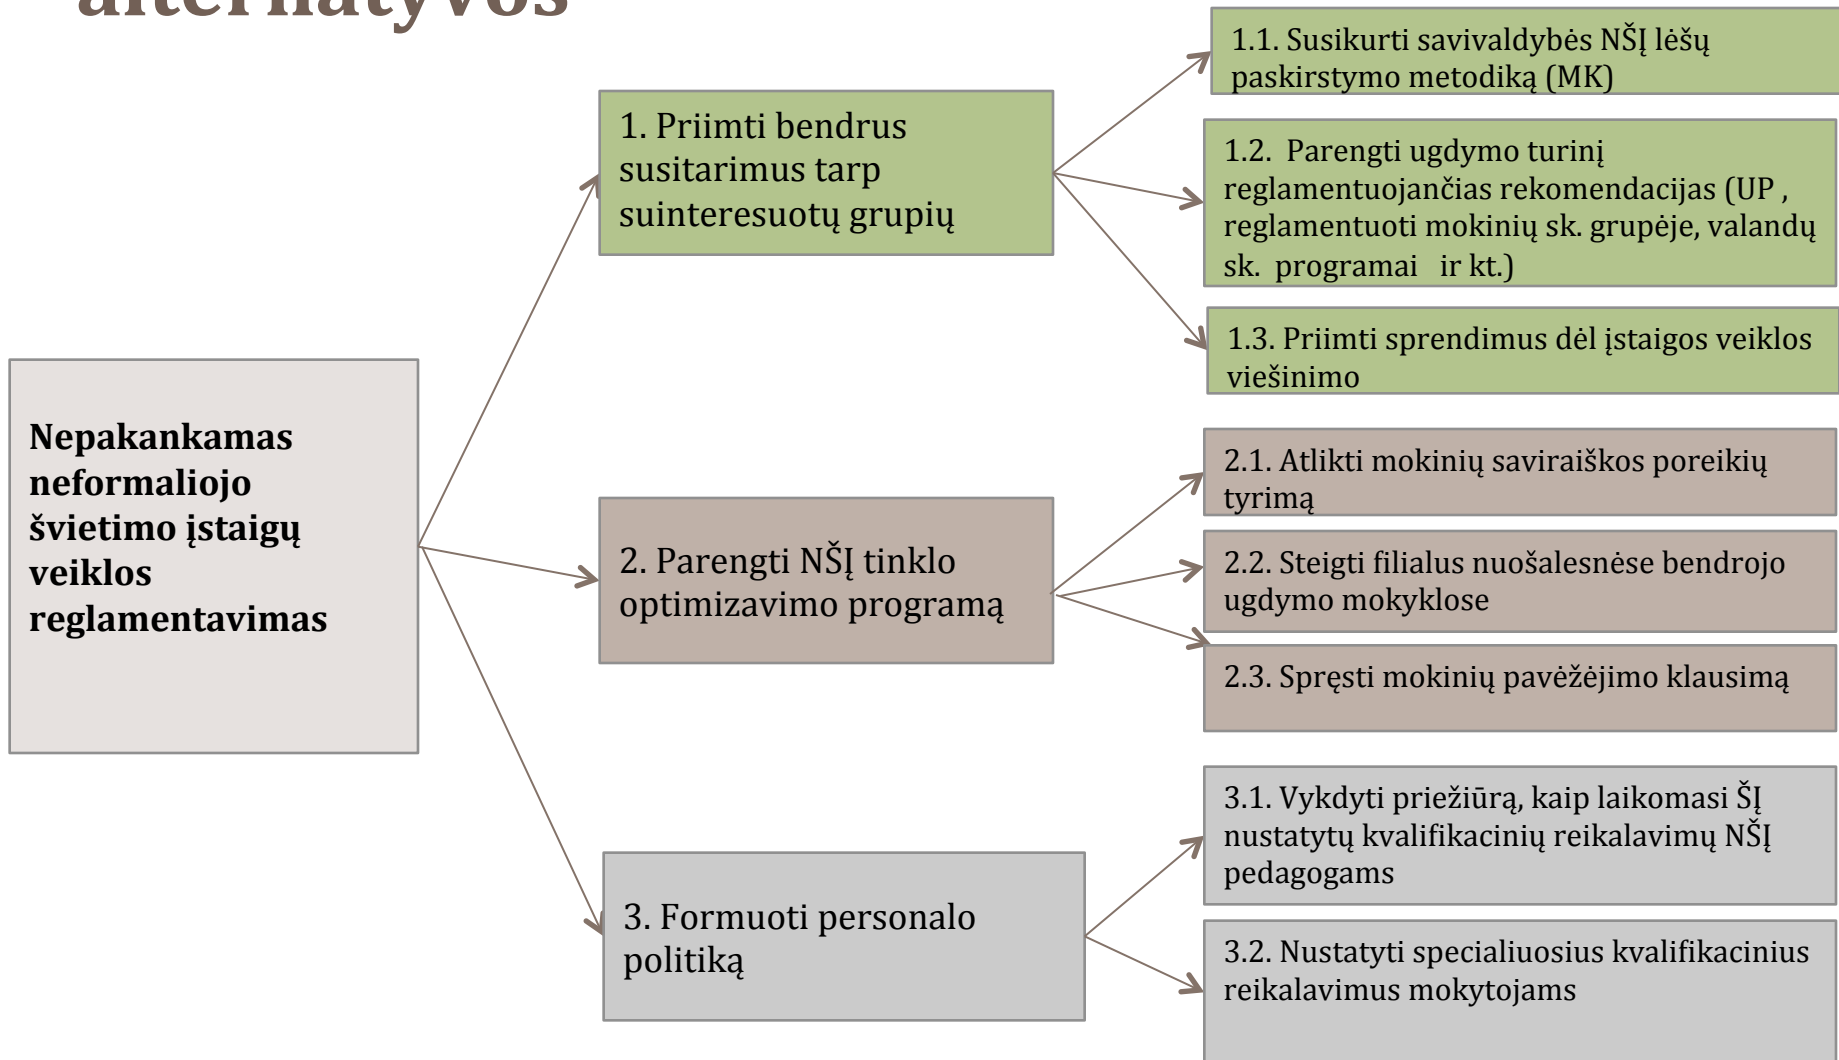 alternatyvos
Nepakankamas
neformaliojo
švietimo įstaigų
veiklos
reglamentavimas
1. Priimti bendrus
susitarimus tarp
suinteresuotų grupių
1.1. Susikurti savivaldybės NŠĮ lėšų
paskirstymo metodiką (MK)
1.2. Parengti ugdymo turinį
reglamentuojančias rekomendacijas (UP ,
reglamentuoti mokinių sk. grupėje, valandų
sk. programai ir kt.)
1.3. Priimti sprendimus dėl įstaigos veiklos
viešinimo
2. Parengti NŠĮ tinklo
optimizavimo programą
2.1. Atlikti mokinių saviraiškos poreikių
tyrimą
2.2. Steigti filialus nuošalesnėse bendrojo
ugdymo mokyklose
2.3. Spręsti mokinių pavėžėjimo klausimą
3. Formuoti personalo
politiką
3.1. Vykdyti priežiūrą, kaip laikomasi ŠĮ
nustatytų kvalifikacinių reikalavimų NŠĮ
pedagogams
3.2. Nustatyti specialiuosius kvalifikacinius
reikalavimus mokytojams